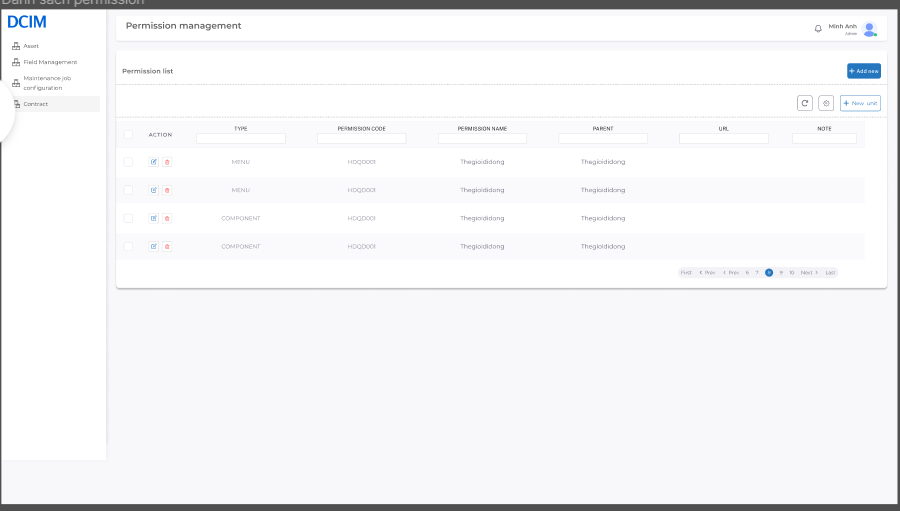 Danh sách permission
DCIM
Permission management
Minh Anh
Admin
Asset
Field Management
Maintenance job
configuration
Contract
Permission list
+ Add new
+ New unit
ACTION
TYPE
PERMISSION CODE
PERMISSION NAME
PARENT
URL
NOTE
MENU HDQD001 Thegioididong Thegioididong
MENU HDQD001 Thegioididong Thegioididong
COMPONENT HDQD001 Thegioididong Thegioididong
COMPONENT HDQD001 Thegioididong Thegioididong
First < Prev < Prev 6 7 8 9 10 Next > Last